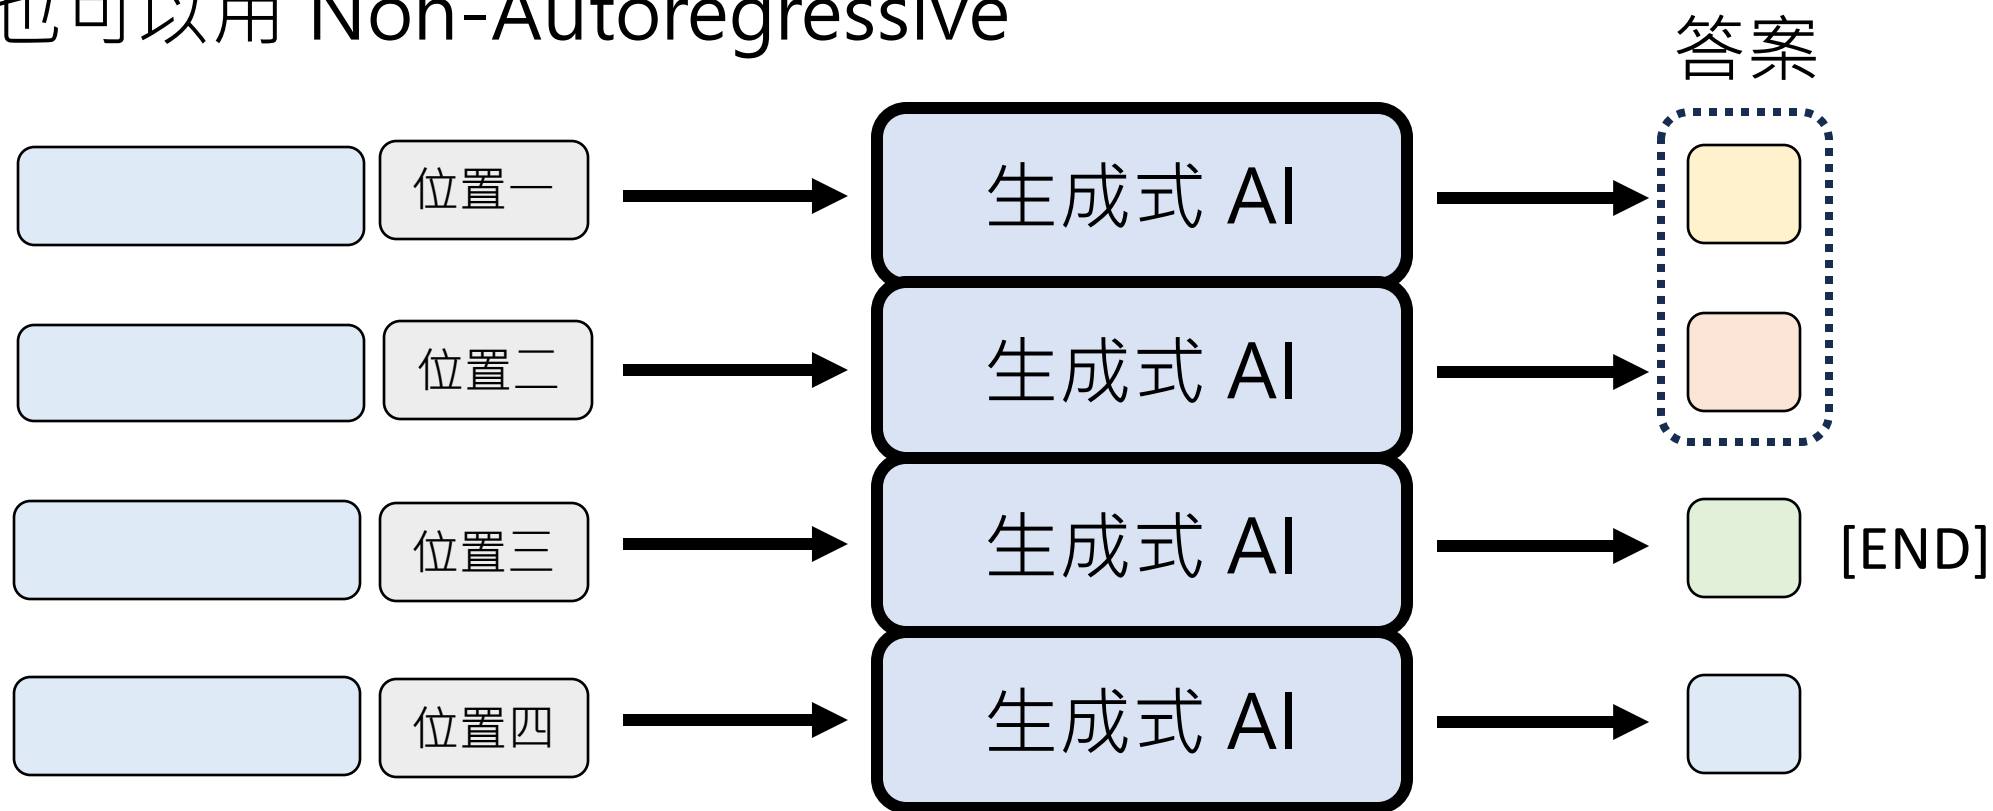 也可以用 Non-Autoregressive
答案
位置一 生成式 AI
位置二 生成式 AI
位置三 生成式 AI [END]
位置四 生成式 AI